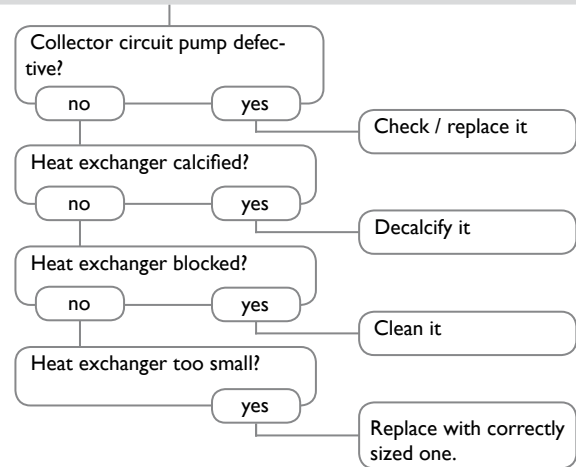 Collector circuit pump defec-
tive?
no
yes
Check / replace it
Heat exchanger calcified?
no
yes
Decalcify it
Heat exchanger blocked?
no
yes
Clean it
Heat exchanger too small?
yes
Replace with correctly
sized one.